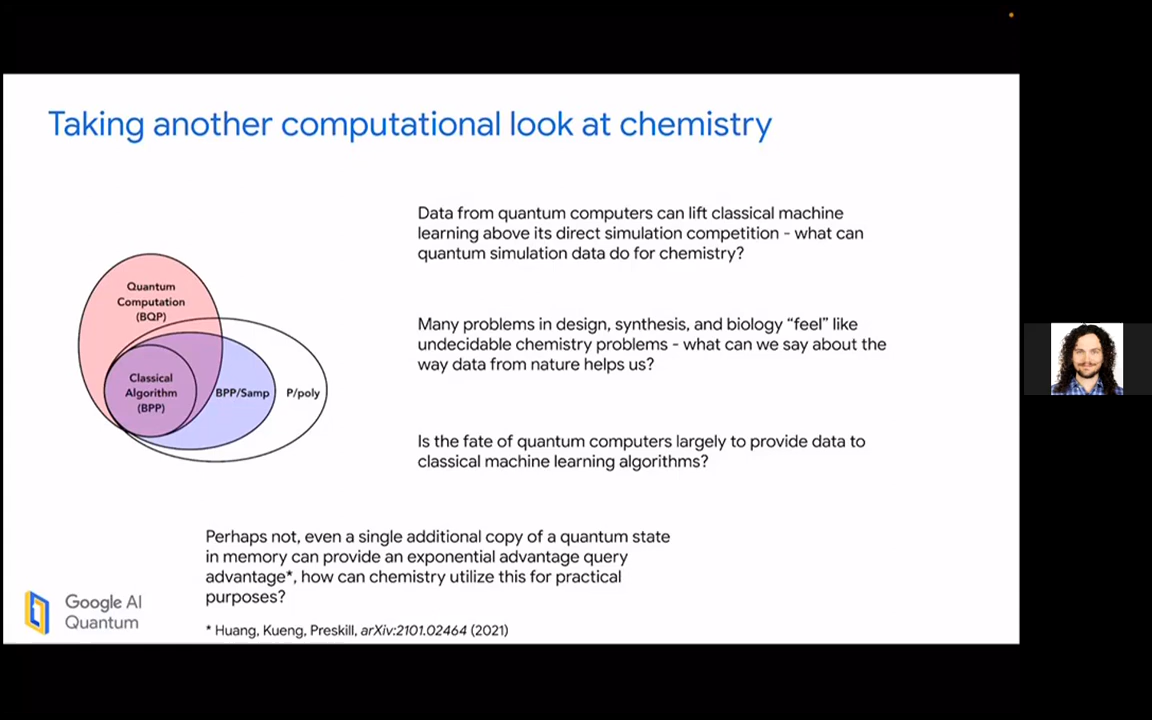 Taking another computational look at chemistry
Data from quantum computers can lift classical machine
learning above its direct simulation competition - what can
quantum simulation data do for chemistry?
Quantum
Computation
(BQP)
Classical
Algorithm
(BPP)
BPP/Samp
P/poly
Many problems in design, synthesis, and biology “feel” like
undecidable chemistry problems - what can we say about the
way data from nature helps us?
Is the fate of quantum computers largely to provide data to
classical machine learning algorithms?
Perhaps not, even a single additional copy of a quantum state
in memory can provide an exponential advantage query
advantage*, how can chemistry utilize this for practical
purposes?
Google AI
Quantum
* Huang, Kueng, Preskill, arXiv:2101.02464 (2021)